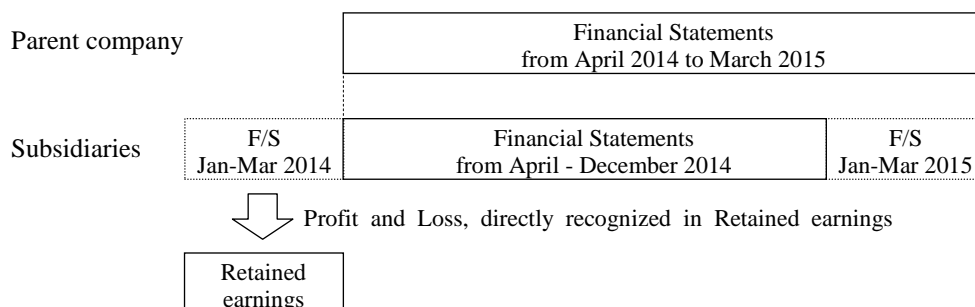 Parent company
Financial Statements
from April 2014 to March 2015
Subsidiaries
F/S
Jan-Mar 2014
Financial Statements
from April - December 2014
F/S
Jan-Mar 2015
Profit and Loss, directly recognized in Retained earnings
Retained
earnings